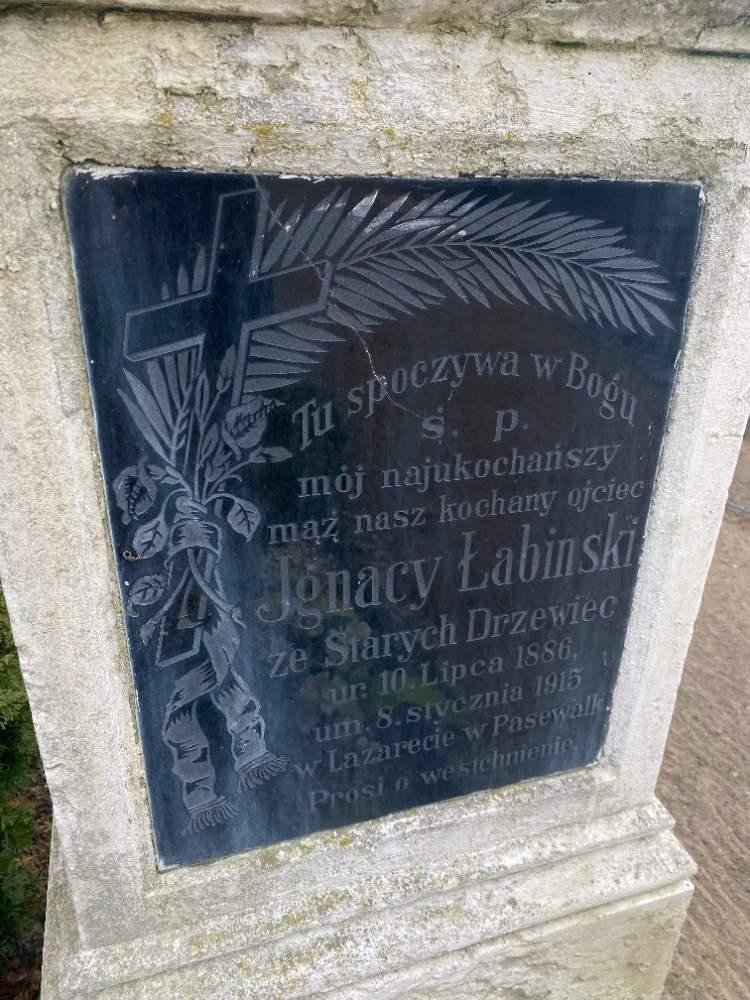 Tu spoczywa w Bogu
ś. p.
mój najukochańszy
mąż nasz kochany ojciec
Jgnacy Łabinski
ze Starych Drzewiec
ur. 10. Lipca 1886.
um. 8. stycznia 1915
w Lazarecie w Pasewalk.
Prosi o westchnienie.